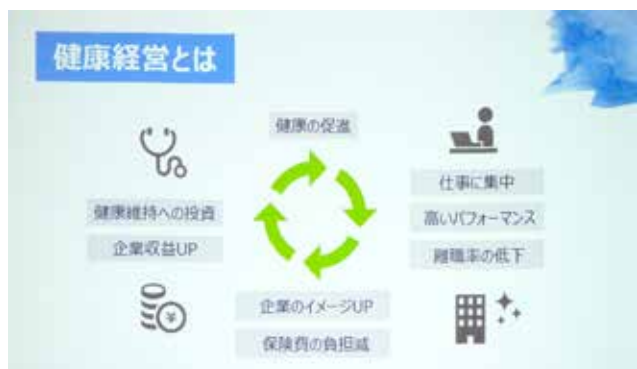 健康経営とは
健康の促進
仕事に集中
高いパフォーマンス
離職率の低下
企業のイメージUP
保険費の負担減
健康維持への投資
企業収益UP
¥